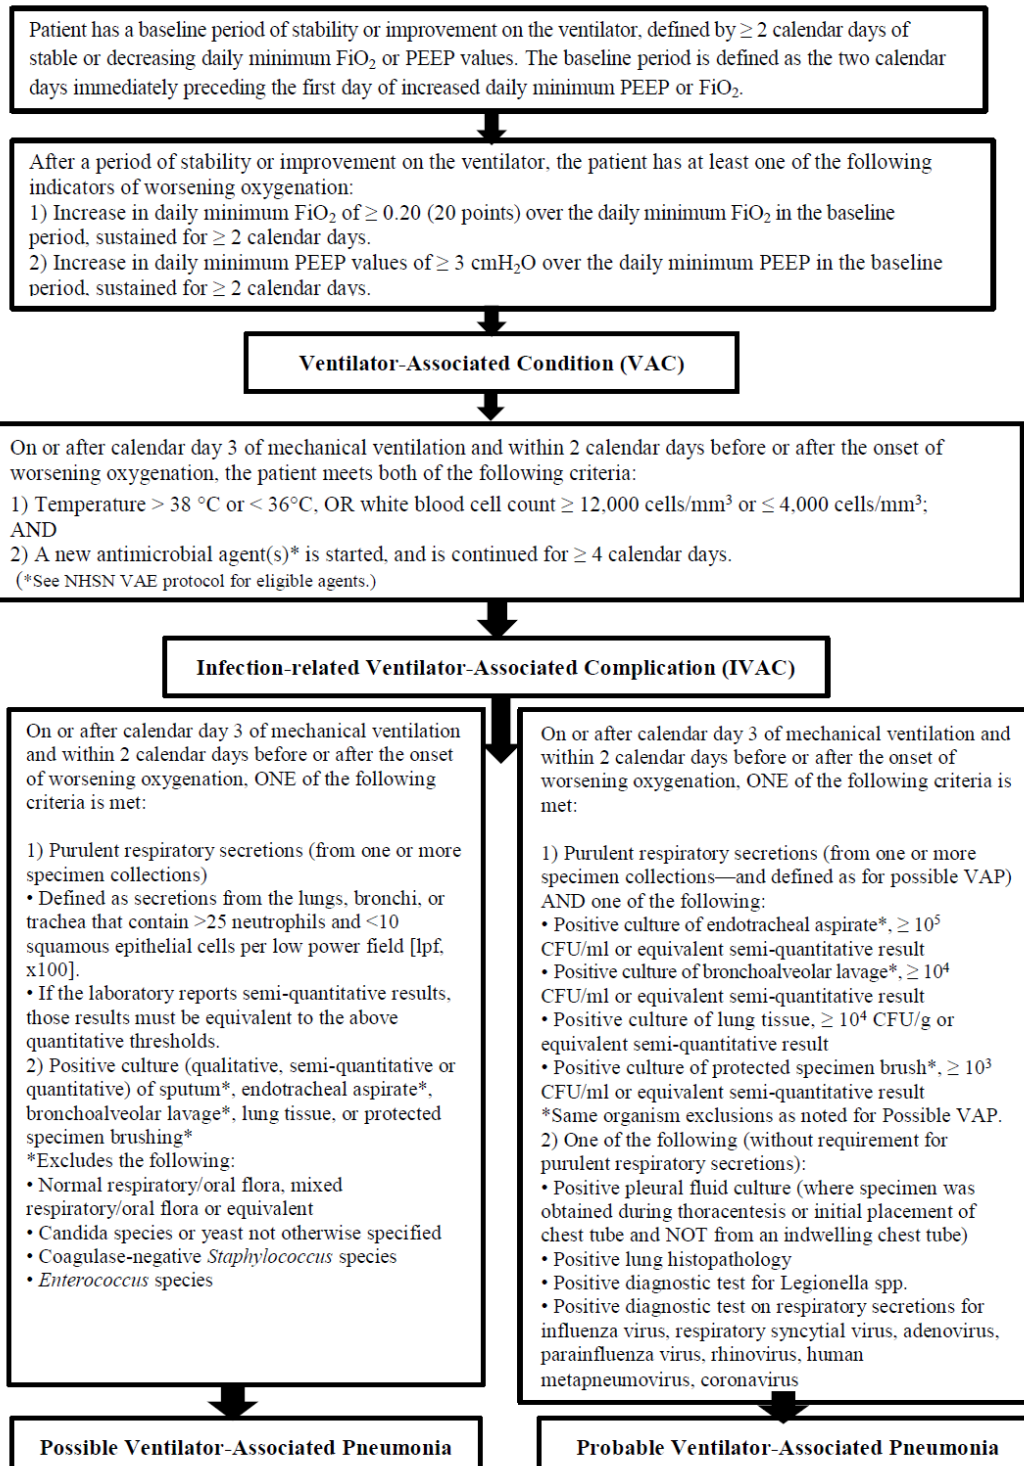 Patient has a baseline period of stability or improvement on the ventilator, defined by ≥ 2 calendar days of
stable or decreasing daily minimum FiO₂ or PEEP values. The baseline period is defined as the two calendar
days immediately preceding the first day of increased daily minimum PEEP or FiO₂.
After a period of stability or improvement on the ventilator, the patient has at least one of the following
indicators of worsening oxygenation:
1) Increase in daily minimum FiO₂ of ≥ 0.20 (20 points) over the daily minimum FiO₂ in the baseline
period, sustained for ≥ 2 calendar days.
2) Increase in daily minimum PEEP values of ≥ 3 cmH₂O over the daily minimum PEEP in the baseline
period, sustained for ≥ 2 calendar days.
Ventilator-Associated Condition (VAC)
On or after calendar day 3 of mechanical ventilation and within 2 calendar days before or after the onset of
worsening oxygenation, the patient meets both of the following criteria:
1) Temperature > 38 °C or < 36°C, OR white blood cell count ≥ 12,000 cells/mm³ or ≤ 4,000 cells/mm³;
AND
2) A new antimicrobial agent(s)* is started, and is continued for ≥ 4 calendar days.
(*See NHSN VAE protocol for eligible agents.)
Infection-related Ventilator-Associated Complication (IVAC)
On or after calendar day 3 of mechanical ventilation
and within 2 calendar days before or after the onset
of worsening oxygenation, ONE of the following
criteria is met:
1) Purulent respiratory secretions (from one or more
specimen collections)
• Defined as secretions from the lungs, bronchi, or
trachea that contain >25 neutrophils and <10
squamous epithelial cells per low power field [lpf,
x100].
• If the laboratory reports semi-quantitative results,
those results must be equivalent to the above
quantitative thresholds.
2) Positive culture (qualitative, semi-quantitative or
quantitative) of sputum*, endotracheal aspirate*,
bronchoalveolar lavage*, lung tissue, or protected
specimen brushing*
*Excludes the following:
• Normal respiratory/oral flora, mixed
respiratory/oral flora or equivalent
• Candida species or yeast not otherwise specified
• Coagulase-negative Staphylococcus species
• Enterococcus species
Possible Ventilator-Associated Pneumonia
On or after calendar day 3 of mechanical ventilation and
within 2 calendar days before or after the onset of
worsening oxygenation, ONE of the following criteria is
met:
1) Purulent respiratory secretions (from one or more
specimen collections—and defined as for possible VAP)
AND one of the following:
• Positive culture of endotracheal aspirate*, ≥ 10⁵
CFU/ml or equivalent semi-quantitative result
• Positive culture of bronchoalveolar lavage*, ≥ 10⁴
CFU/ml or equivalent semi-quantitative result
• Positive culture of lung tissue, ≥ 10⁴ CFU/g or
equivalent semi-quantitative result
• Positive culture of protected specimen brush*, ≥ 10³
CFU/ml or equivalent semi-quantitative result
*Same organism exclusions as noted for Possible VAP.
2) One of the following (without requirement for
purulent respiratory secretions):
• Positive pleural fluid culture (where specimen was
obtained during thoracentesis or initial placement of
chest tube and NOT from an indwelling chest tube)
• Positive lung histopathology
• Positive diagnostic test for Legionella spp.
• Positive diagnostic test on respiratory secretions for
influenza virus, respiratory syncytial virus, adenovirus,
parainfluenza virus, rhinovirus, human
metapneumovirus, coronavirus
Probable Ventilator-Associated Pneumonia